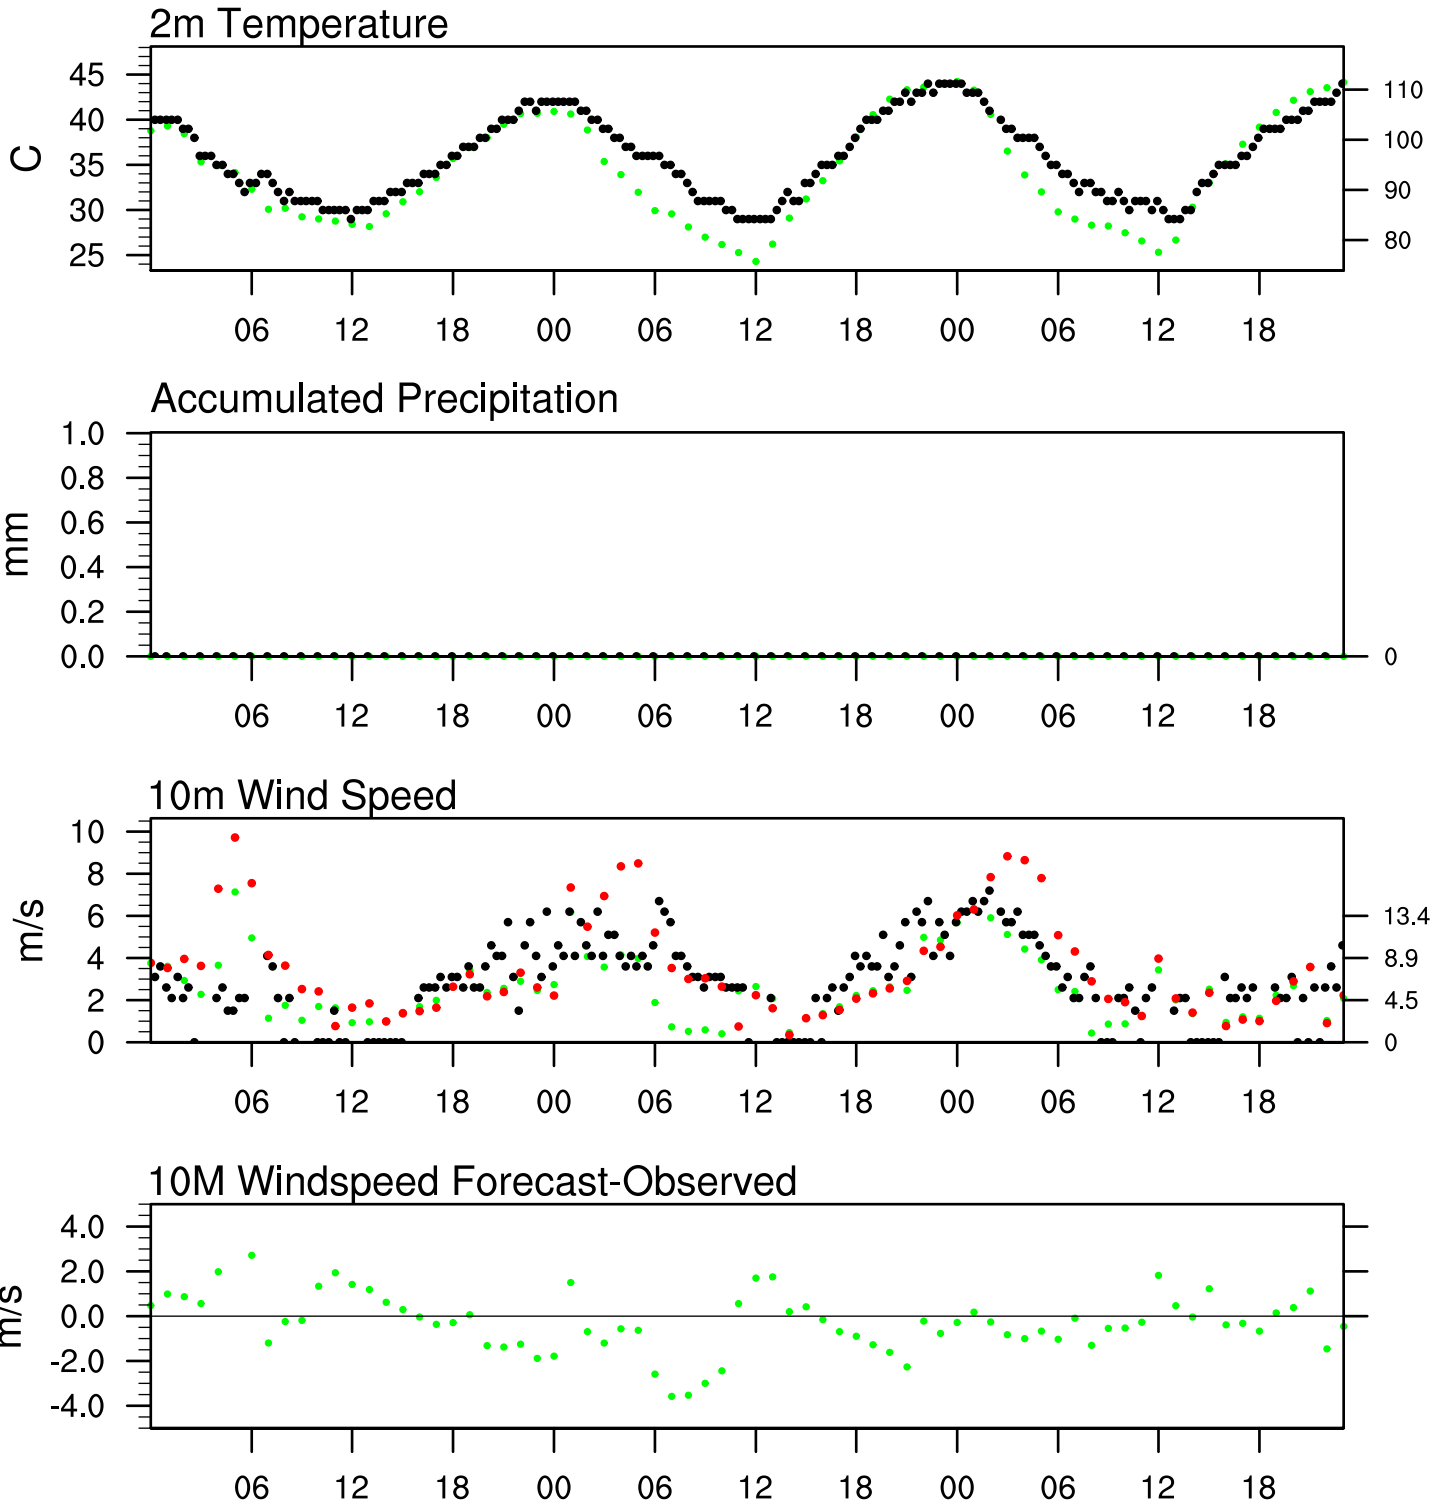 2m Temperature
45
40
35
30
25
C
110
100
90
80
06 12 18 00 06 12 18 00 06 12 18
Accumulated Precipitation
1.0
0.8
0.6
0.4
0.2
0.0
mm
0
06 12 18 00 06 12 18 00 06 12 18
10m Wind Speed
10
8
6
4
2
0
m/s
13.4
8.9
4.5
0
06 12 18 00 06 12 18 00 06 12 18
10M Windspeed Forecast-Observed
4.0
2.0
0.0
-2.0
-4.0
m/s
06 12 18 00 06 12 18 00 06 12 18